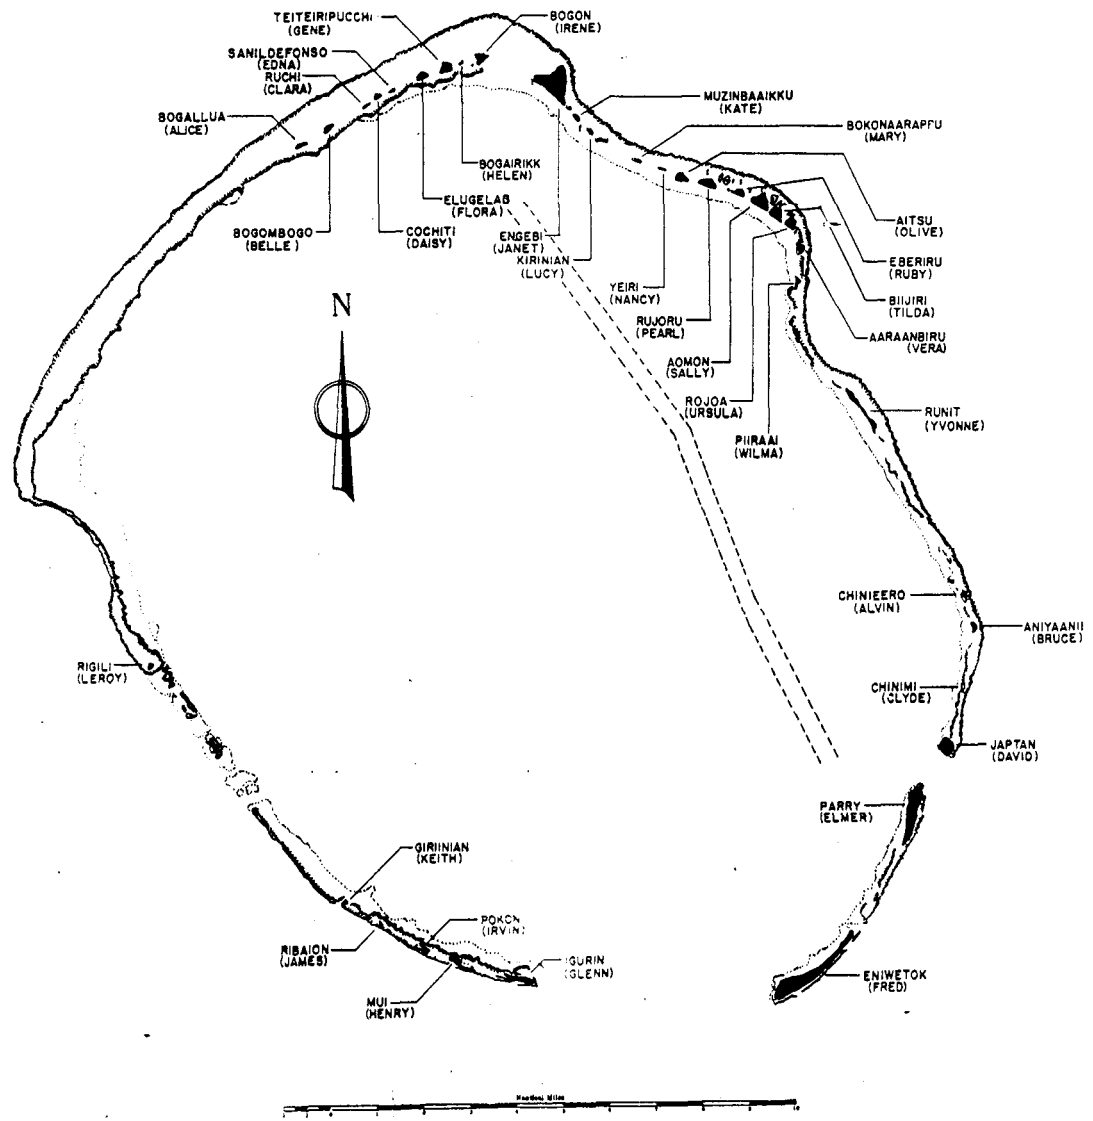 TEITEIRIPUCCHI
(GENE)
BOGON
(IRENE)
SANILDEFONSO
(EDNA)
RUCHI
(CLARA)
BOGALLUA
(ALICE)
MUZINBAAIKKU
(KATE)
BOKONAARAPPU
(MARY)
BOGAIRIKK
(HELEN)
ELUGELAB
(FLORA)
BOGOMBOGO
(BELLE)
COCHITI
(DAISY)
ENGEBI
(JANET)
KIRINIAN
(LUCY)
AITSU
(OLIVE)
EBERIRU
(RUBY)
YEIRI
(NANCY)
BIIJIRI
(TILDA)
N
RUJORU
(PEARL)
AARAANBIRU
(VERA)
AOMON
(SALLY)
ROJOA
(URSULA)
RUNIT
(YVONNE)
PIIRAAI
(WILMA)
CHINIEERO
(ALVIN)
ANIYAANII
(BRUCE)
RIGILI
(LEROY)
CHINIMI
(CLYDE)
JAPTAN
(DAVID)
PARRY
(ELMER)
GIRIINIAN
(KEITH)
POKON
(IRVIN)
RIBAION
(JAMES)
IGURIN
(GLENN)
ENIWETOK
(FRED)
MUI
(HENRY)
Nautical Miles